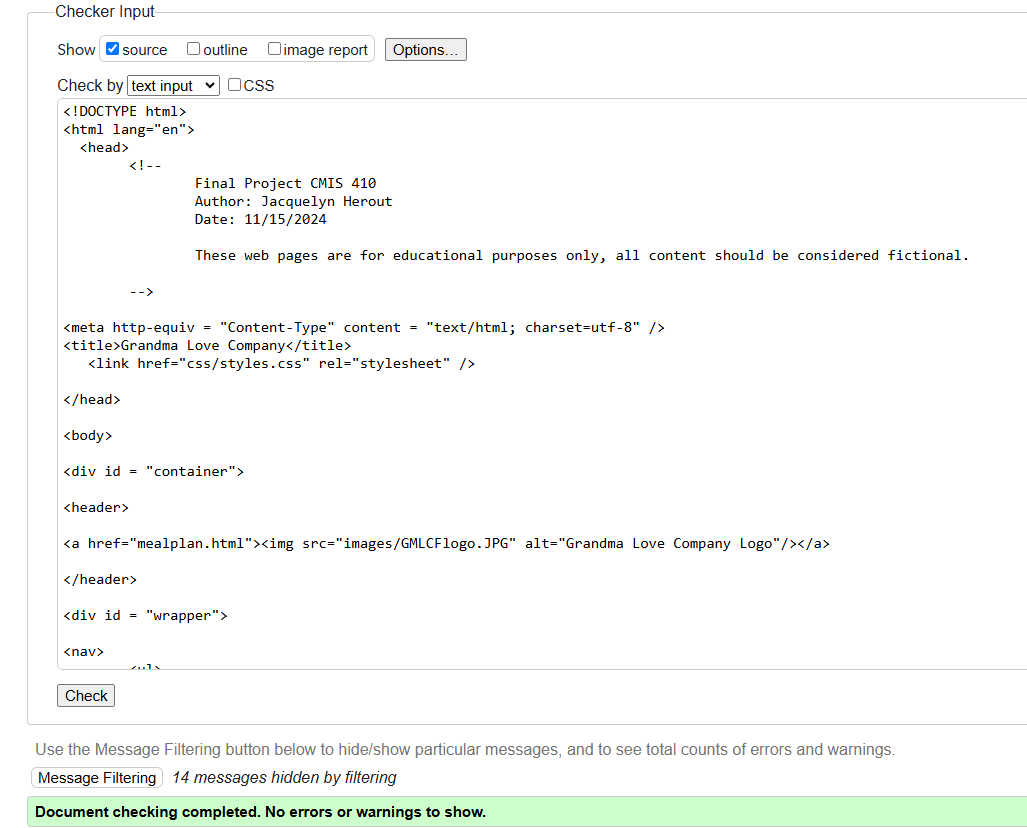 Checker Input
Show source outline image report Options...
Check by text input CSS
<!DOCTYPE html>
<html lang="en">
  <head>
        <!--
                Final Project CMIS 410
                Author: Jacquelyn Herout
                Date: 11/15/2024

                These web pages are for educational purposes only, all content should be considered fictional.

        -->

<meta http-equiv = "Content-Type" content = "text/html; charset=utf-8" />
<title>Grandma Love Company</title>
   <link href="css/styles.css" rel="stylesheet" />

</head>

<body>

<div id = "container">

<header>

<a href="mealplan.html"><img src="images/GMLCFlogo.JPG" alt="Grandma Love Company Logo"/></a>

</header>

<div id = "wrapper">

<nav>
        <ul>
Check
Use the Message Filtering button below to hide/show particular messages, and to see total counts of errors and warnings.
Message Filtering 14 messages hidden by filtering
Document checking completed. No errors or warnings to show.